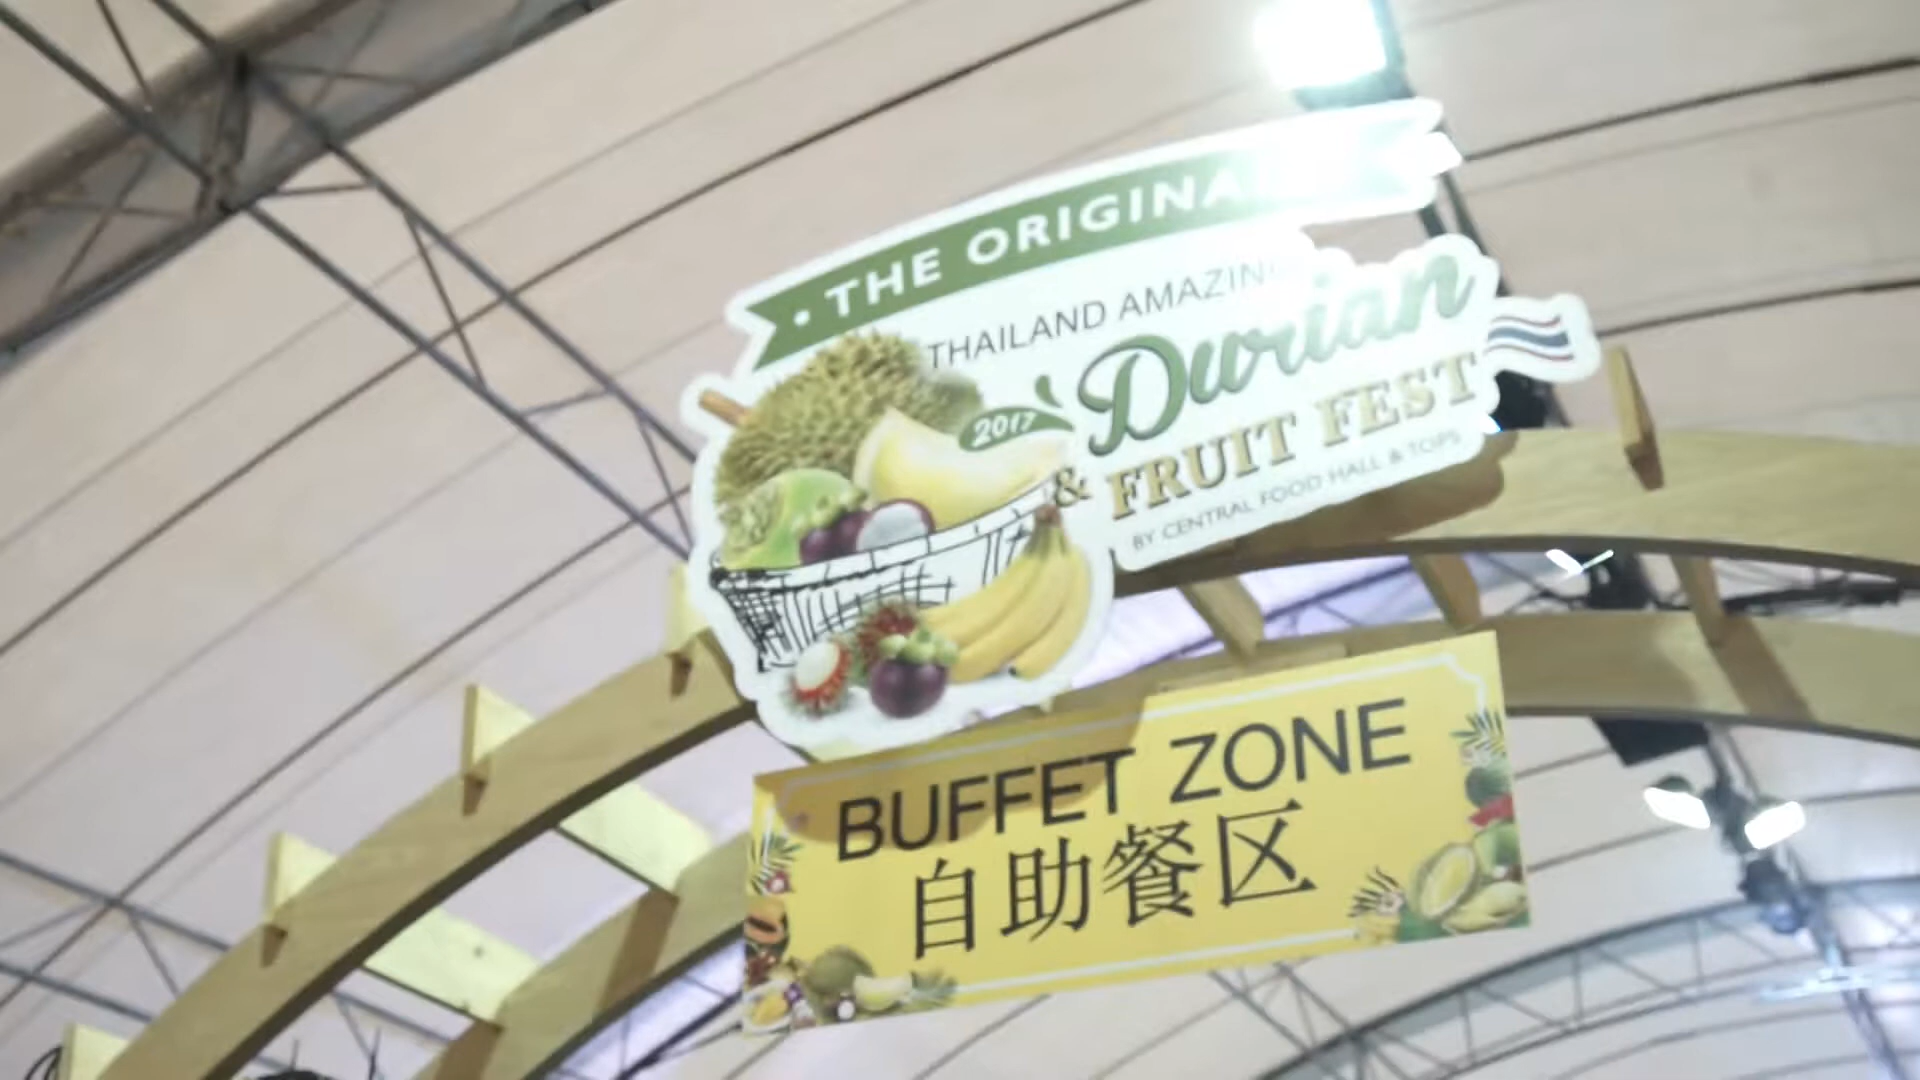 • THE ORIGINAL
THAILAND AMAZING
2017 Durian
& FRUIT FEST
BY CENTRAL FOOD HALL & TOPS
BUFFET ZONE
自助餐区